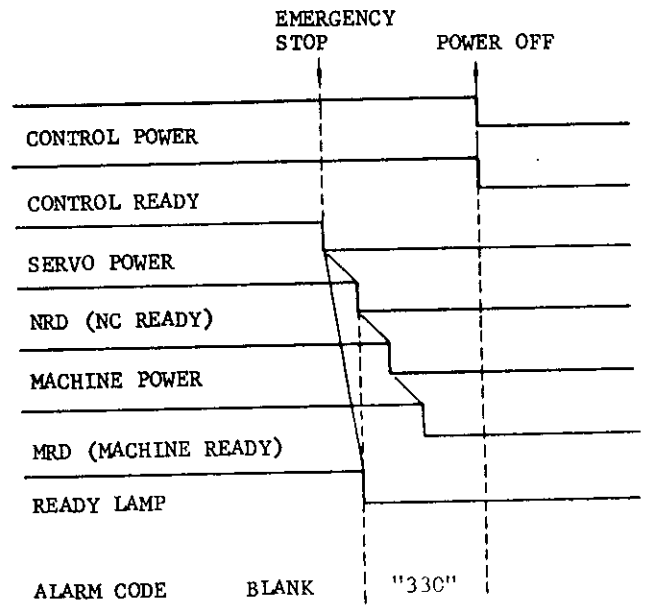 EMERGENCY
STOP POWER OFF
CONTROL POWER
CONTROL READY
SERVO POWER
NRD (NC READY)
MACHINE POWER
MRD (MACHINE READY)
READY LAMP
ALARM CODE BLANK "330"